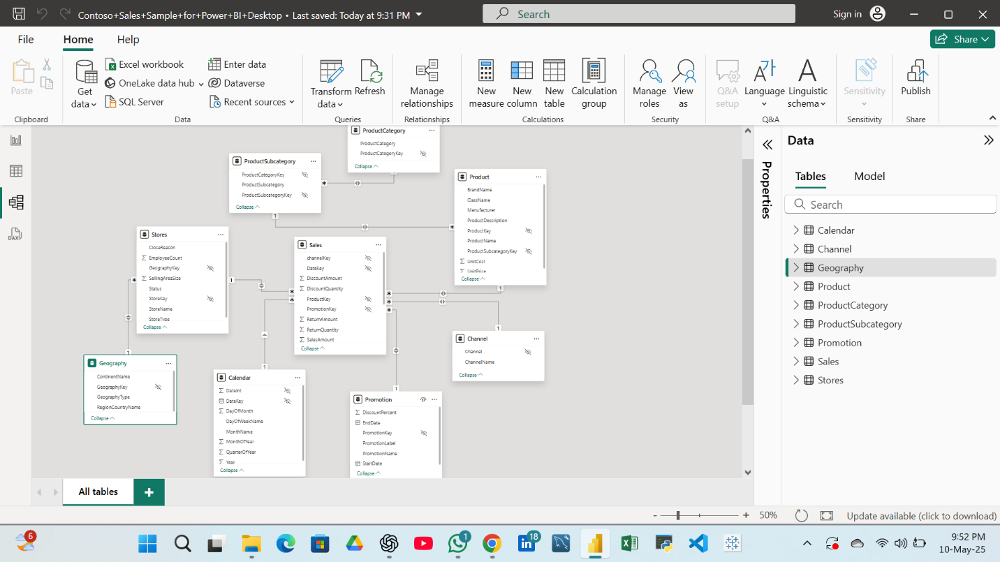 Contoso+Sales+Sample+for+Power+BI+Desktop • Last saved: Today at 9:31 PM
Search
Sign in
File
Home
Help
Share
Paste
Clipboard
Get data
Excel workbook
OneLake data hub
SQL Server
Enter data
Dataverse
Recent sources
Data
Transform data
Refresh
Queries
Manage relationships
Relationships
New measure
New column
New table
Calculation group
Calculations
Manage roles
View as
Security
Q&A setup
Language
Linguistic schema
Q&A
Sensitivity
Sensitivity
Publish
Share
DAX
ProductCategory
ProductCategory
ProductCategoryKey
Collapse
ProductSubcategory
ProductCategoryKey
ProductSubcategory
ProductSubcategoryKey
Collapse
Product
BrandName
ClassName
Manufacturer
ProductDescription
ProductKey
ProductName
ProductSubcategoryKey
UnitCost
UnitPrice
Collapse
Stores
CloseReason
EmployeeCount
GeographyKey
SellingAreaSize
Status
StoreKey
StoreName
StoreType
Collapse
Sales
channelKey
DateKey
DiscountAmount
DiscountQuantity
ProductKey
PromotionKey
ReturnAmount
ReturnQuantity
SalesAmount
Collapse
Channel
Channel
ChannelName
Collapse
Geography
ContinentName
GeographyKey
GeographyType
RegionCountryName
Collapse
Calendar
DateInt
DateKey
DayOfMonth
DayOfWeekName
MonthName
MonthOfYear
QuarterOfYear
Year
Collapse
Promotion
DiscountPercent
EndDate
PromotionKey
PromotionLabel
PromotionName
StartDate
Collapse
Properties
Data
Tables
Model
Search
Calendar
Channel
Geography
Product
ProductCategory
ProductSubcategory
Promotion
Sales
Stores
All tables
+
- + 50%
Update available (click to download)
6
1
18
9:52 PM
10-May-25